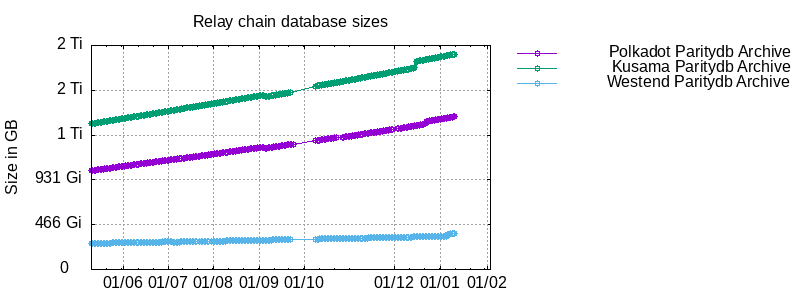 Relay chain database sizes
2 Ti
2 Ti
1 Ti
931 Gi
466 Gi
0
Size in GB
01/06 01/07 01/08 01/09 01/10 01/12 01/01 01/02
Polkadot Paritydb Archive
Kusama Paritydb Archive
Westend Paritydb Archive